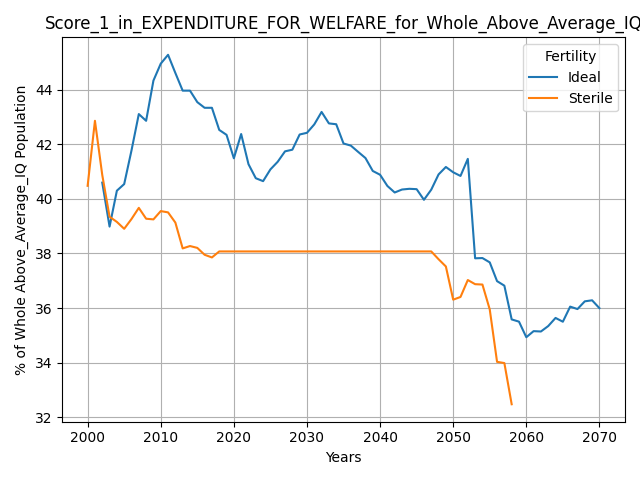 Score_1_in_EXPENDITURE_FOR_WELFARE_for_Whole_Above_Average_IQ
Fertility
Ideal
Sterile
% of Whole Above_Average_IQ Population
44
42
40
38
36
34
32
2000 2010 2020 2030 2040 2050 2060 2070
Years